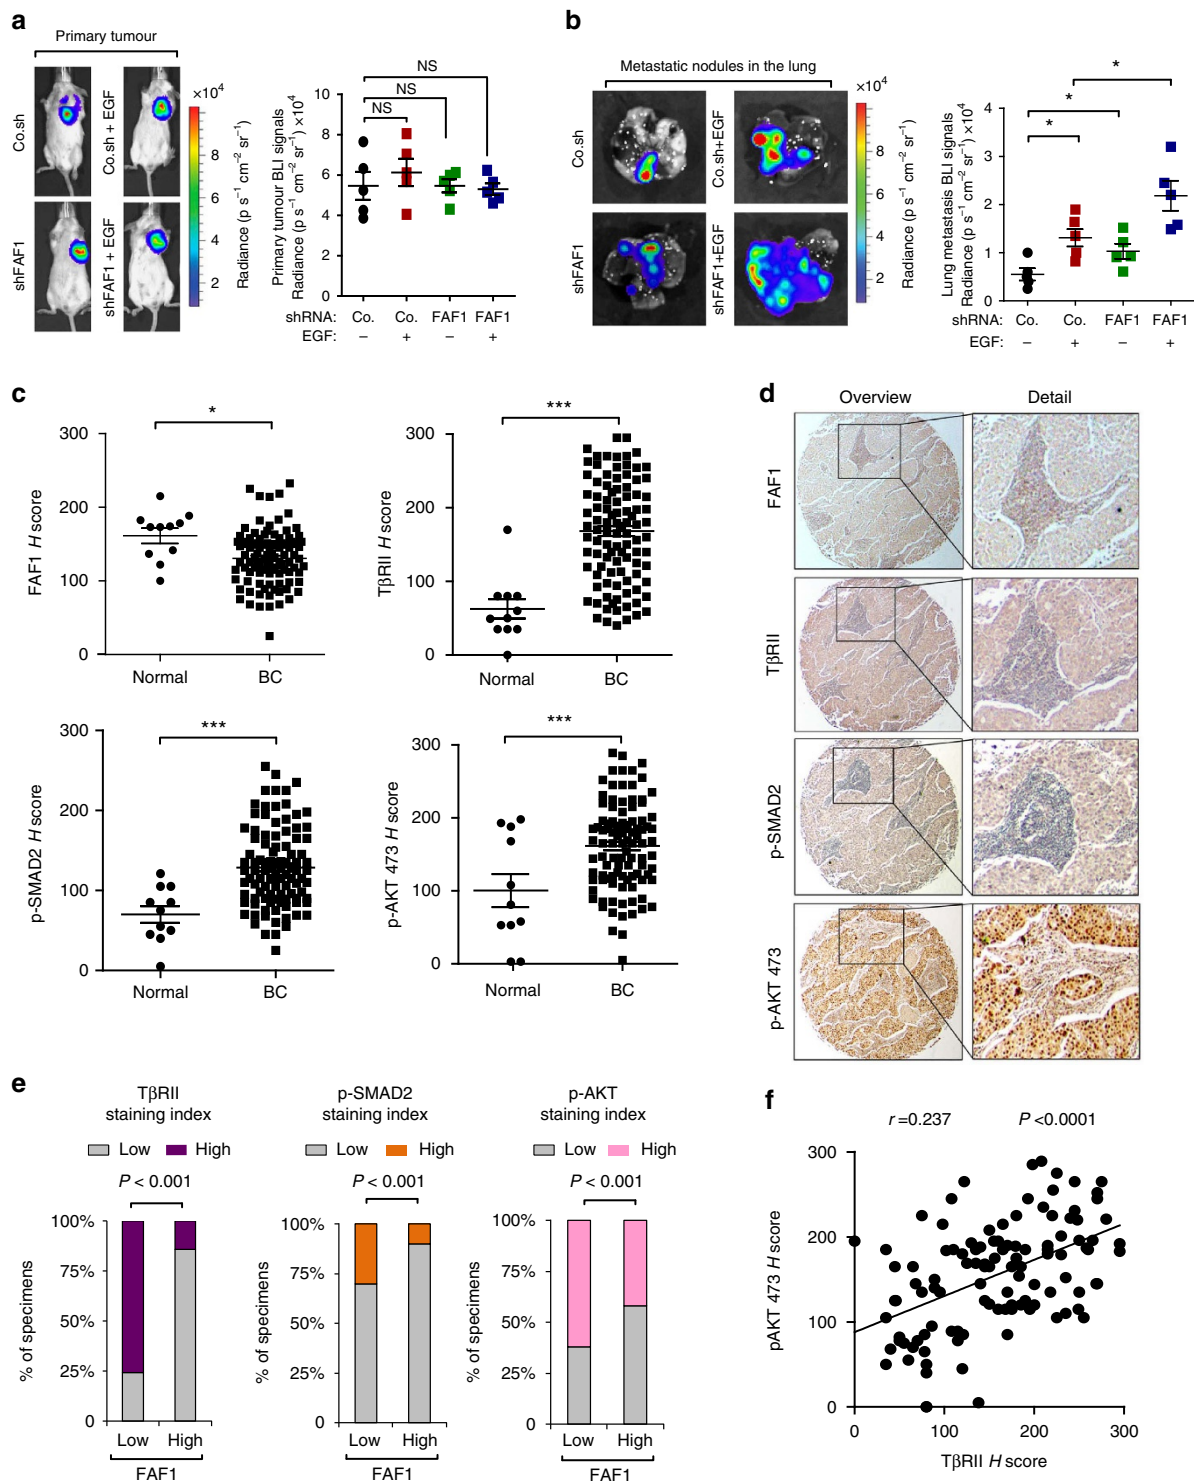 a
Primary tumour
Co.sh
Co.sh + EGF
shFAF1
shFAF1 + EGF
×10⁴
8
6
4
2
Radiance (p s⁻¹ cm⁻² sr⁻¹)
Primary tumour BLI signals
Radiance (p s⁻¹ cm⁻² sr⁻¹) ×10⁴
10
8
6
4
2
0
NS
NS
NS
shRNA: Co. Co. FAF1 FAF1
EGF: – + – +
b
Metastatic nodules in the lung
Co.sh
Co.sh+EGF
shFAF1
shFAF1+EGF
×10⁴
8
6
4
2
Radiance (p s⁻¹ cm⁻² sr⁻¹)
Lung metastasis BLI signals
Radiance (p s⁻¹ cm⁻² sr⁻¹) ×10⁴
4
3
2
1
0
*
*
*
shRNA: Co. Co. FAF1 FAF1
EGF: – + – +
c
FAF1 H score
300
200
100
0
*
Normal BC
TβRII H score
300
200
100
0
***
Normal BC
p-SMAD2 H score
300
200
100
0
***
Normal BC
p-AKT 473 H score
300
200
100
0
***
Normal BC
d
Overview Detail
FAF1
TβRII
p-SMAD2
p-AKT 473
e
TβRII
staining index
Low High
P < 0.001
% of specimens
100%
75%
50%
25%
0
Low High
FAF1
p-SMAD2
staining index
Low High
P < 0.001
% of specimens
100%
75%
50%
25%
0
Low High
FAF1
p-AKT
staining index
Low High
P < 0.001
% of specimens
100%
75%
50%
25%
0
Low High
FAF1
f
r =0.237 P <0.0001
pAKT 473 H score
300
200
100
0
0 100 200 300
TβRII H score